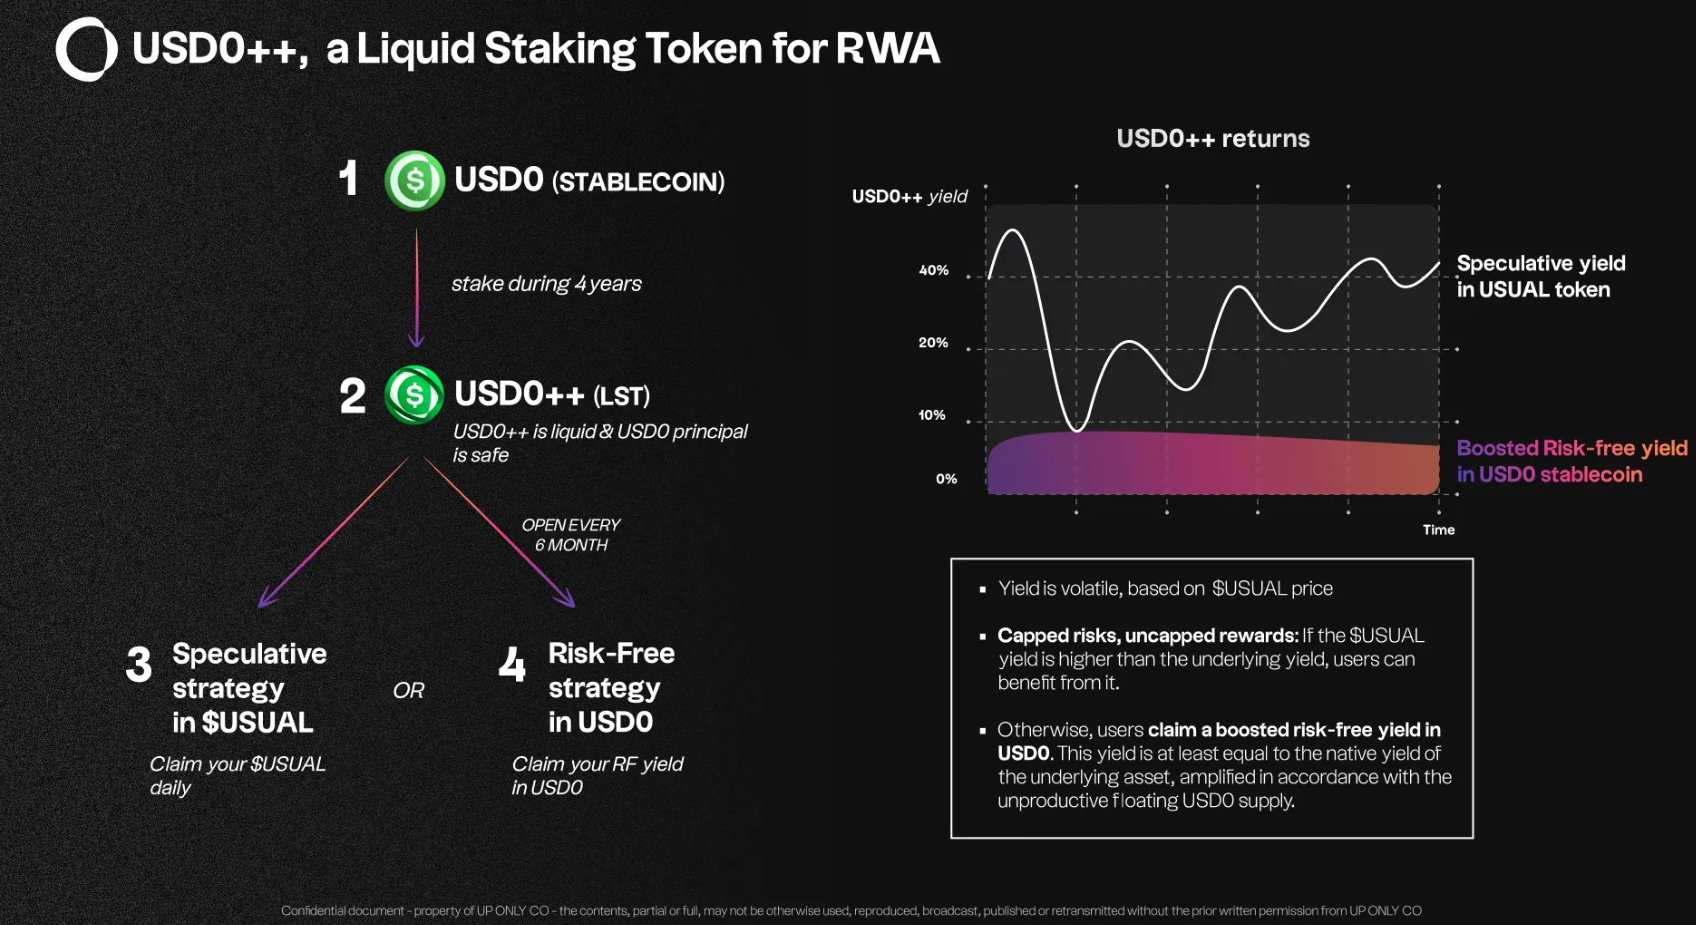 USD0++, a Liquid Staking Token for RWA
1
USD0 (STABLECOIN)
stake during 4 years
2
USD0++ (LST)
USD0++ is liquid & USD0 principal
is safe
OPEN EVERY
6 MONTH
3
Speculative
strategy
in $USUAL
Claim your $USUAL
daily
OR
4
Risk-Free
strategy
in USD0
Claim your RF yield
in USD0
USD0++ returns
USD0++ yield
40%
20%
10%
0%
Speculative yield
in USUAL token
Boosted Risk-free yield
in USD0 stablecoin
Time
▪ Yield is volatile, based on $USUAL price
▪ Capped risks, uncapped rewards: If the $USUAL
yield is higher than the underlying yield, users can
benefit from it.
▪ Otherwise, users claim a boosted risk-free yield in
USD0. This yield is at least equal to the native yield of
the underlying asset, amplified in accordance with the
unproductive floating USD0 supply.
Confidential document - property of UP ONLY CO - the contents, partial or full, may not be otherwise used, reproduced, broadcast, published or retransmitted without the prior written permission from UP ONLY CO